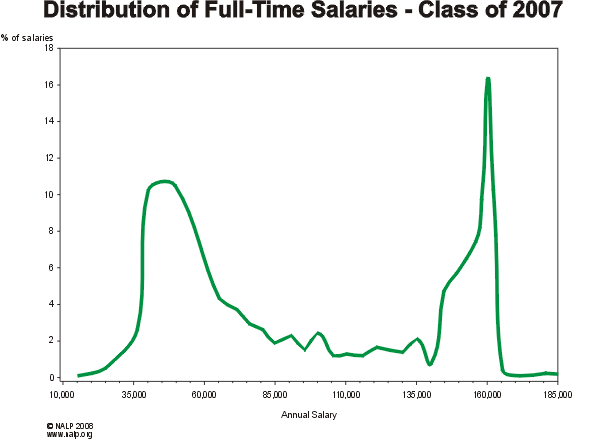 Distribution of Full-Time Salaries - Class of 2007
% of salaries
18
16
14
12
10
8
6
4
2
0
10,000 35,000 60,000 85,000 110,000 135,000 160,000 185,000
Annual Salary
© NALP 2008
www.nalp.org